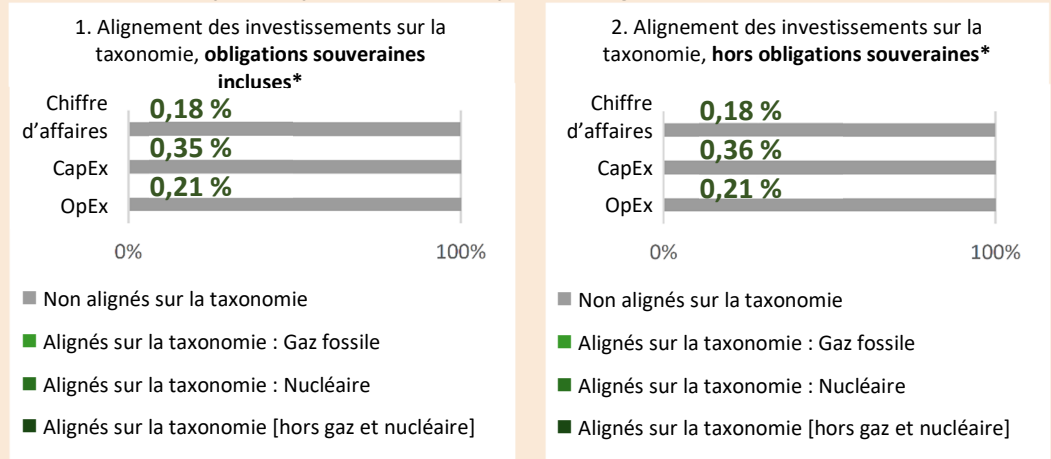 1. Alignement des investissements sur la
taxonomie, obligations souveraines
incluses*
Chiffre
d’affaires
0,18 %
CapEx
0,35 %
OpEx
0,21 %
0%
100%
Non alignés sur la taxonomie
Alignés sur la taxonomie : Gaz fossile
Alignés sur la taxonomie : Nucléaire
Alignés sur la taxonomie [hors gaz et nucléaire]
2. Alignement des investissements sur la
taxonomie, hors obligations souveraines*
Chiffre
d’affaires
0,18 %
CapEx
0,36 %
OpEx
0,21 %
0%
100%
Non alignés sur la taxonomie
Alignés sur la taxonomie : Gaz fossile
Alignés sur la taxonomie : Nucléaire
Alignés sur la taxonomie [hors gaz et nucléaire]